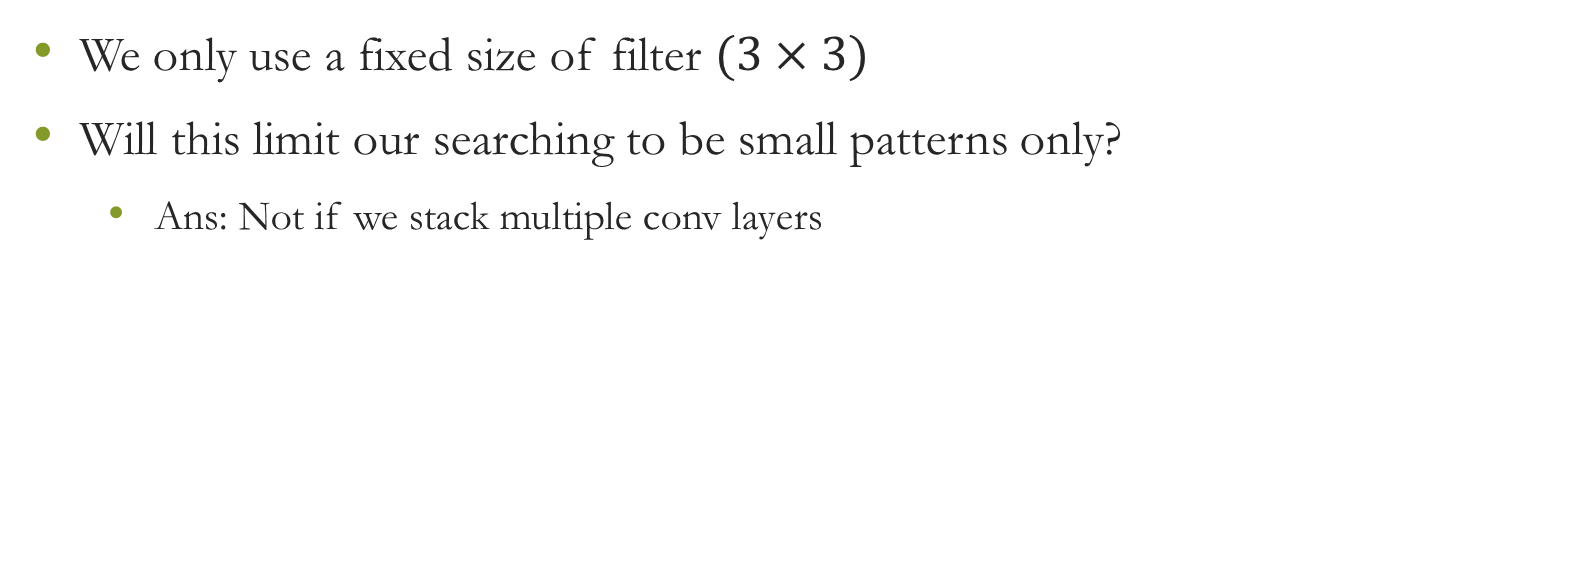 • We only use a fixed size of filter (3 × 3)
• Will this limit our searching to be small patterns only?
• Ans: Not if we stack multiple conv layers